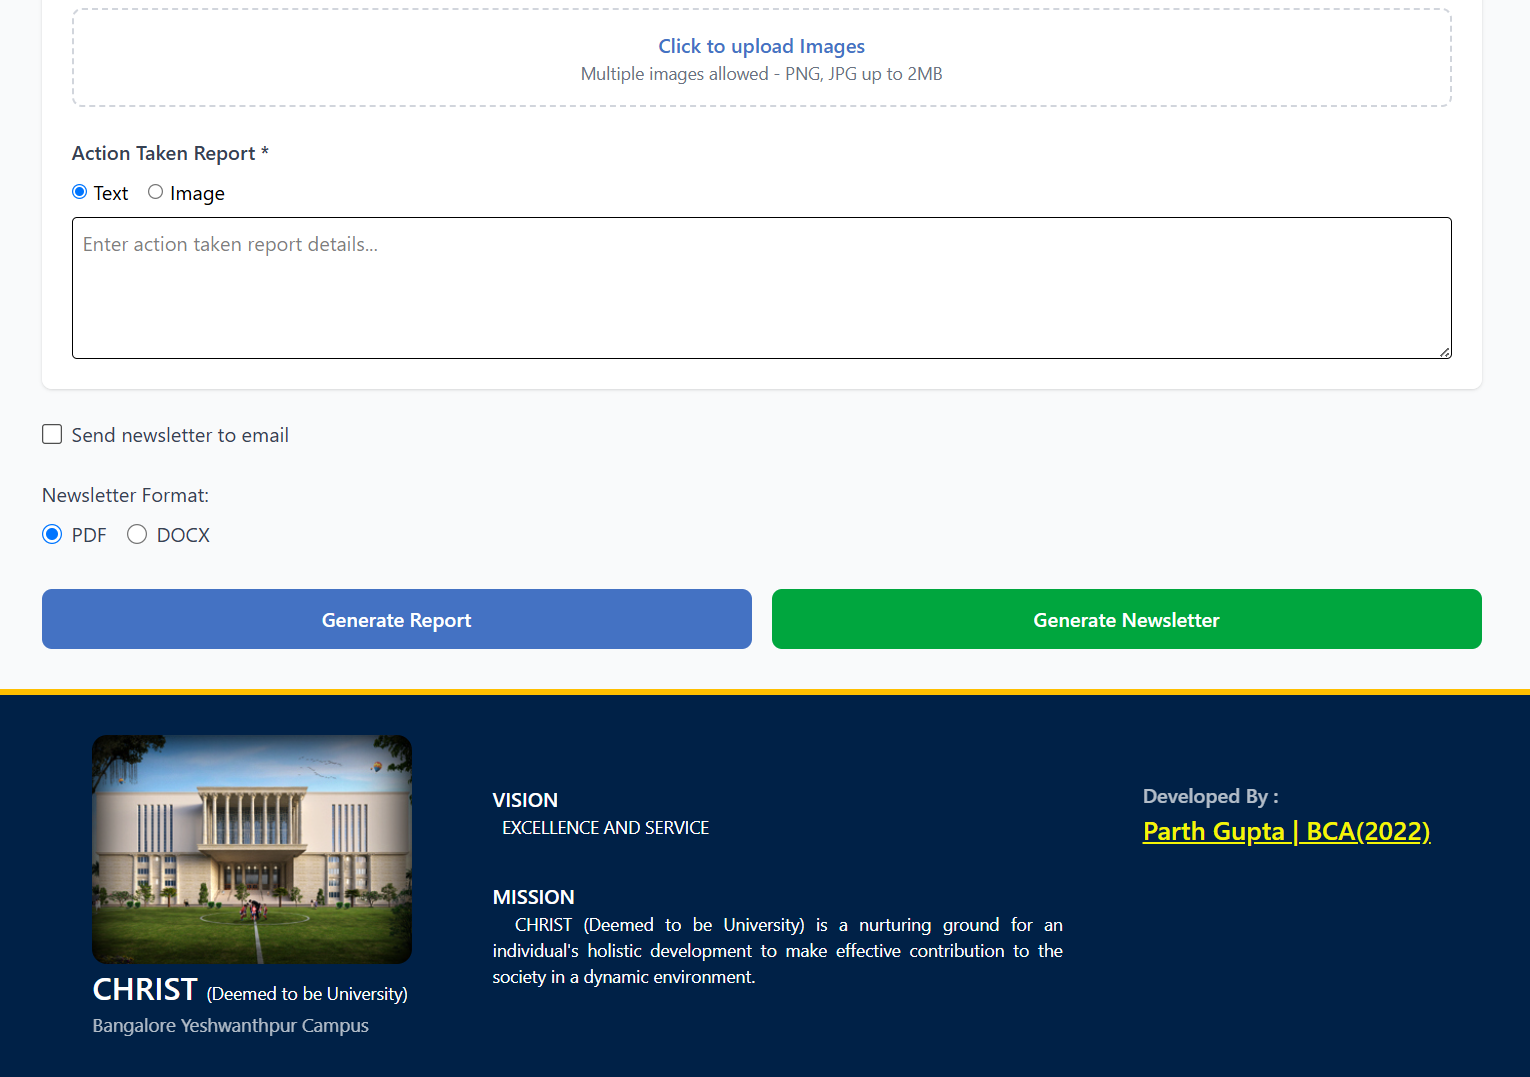 Click to upload Images
Multiple images allowed - PNG, JPG up to 2MB
Action Taken Report *
Text Image
Enter action taken report details...
Send newsletter to email
Newsletter Format:
PDF DOCX
Generate Report Generate Newsletter
VISION
EXCELLENCE AND SERVICE
MISSION
CHRIST (Deemed to be University) is a nurturing ground for an
individual's holistic development to make effective contribution to the
society in a dynamic environment.
Developed By :
Parth Gupta | BCA(2022)
CHRIST (Deemed to be University)
Bangalore Yeshwanthpur Campus